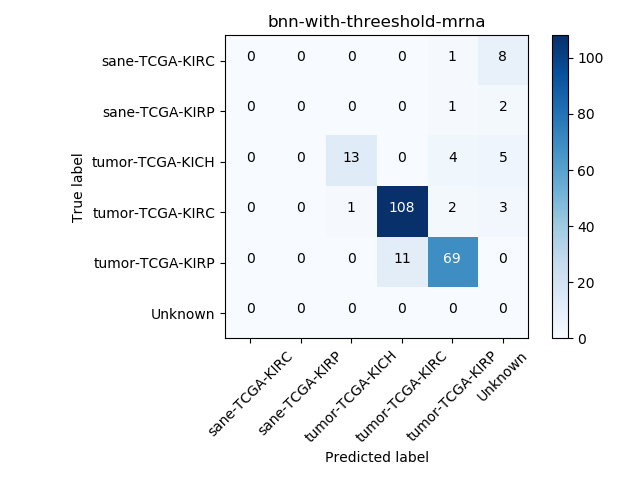 bnn-with-threeshold-mrna
sane-TCGA-KIRC 0 0 0 0 1 8
sane-TCGA-KIRP 0 0 0 0 1 2
tumor-TCGA-KICH 0 0 13 0 4 5
tumor-TCGA-KIRC 0 0 1 108 2 3
tumor-TCGA-KIRP 0 0 0 11 69 0
Unknown 0 0 0 0 0 0
True label
sane-TCGA-KIRC
sane-TCGA-KIRP
tumor-TCGA-KICH
tumor-TCGA-KIRC
tumor-TCGA-KIRP
Unknown
Predicted label
100
80
60
40
20
0